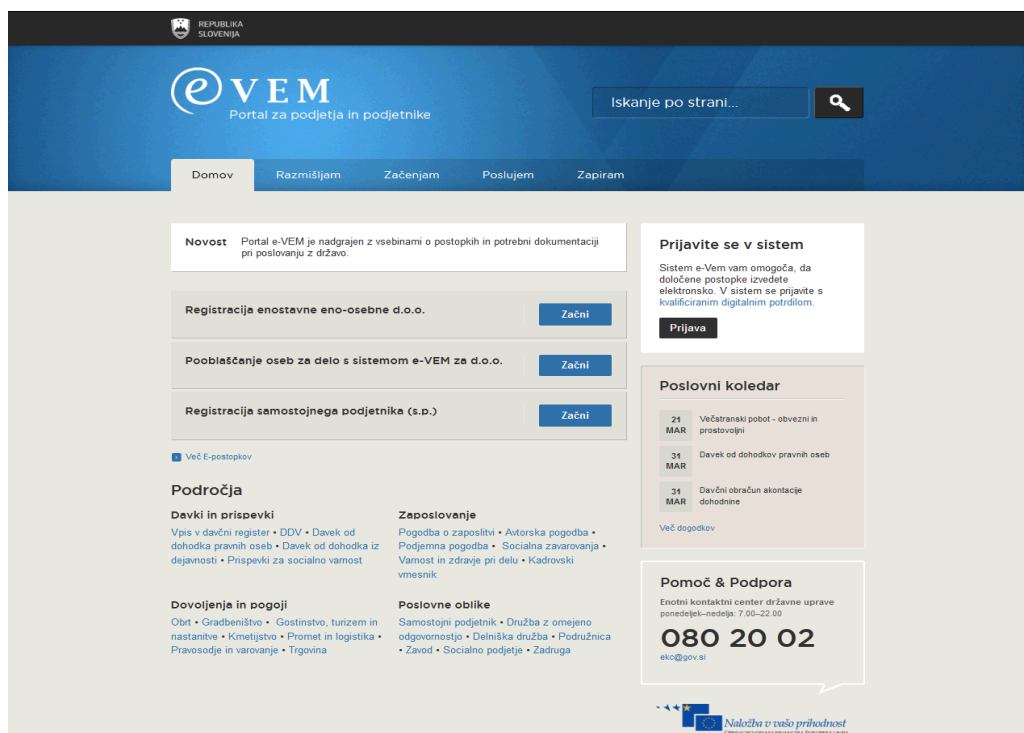 REPUBLIKA
SLOVENIJA
e VEM
Portal za podjetja in podjetnike
Iskanje po strani...
Domov
Razmišljam
Začenjam
Poslujem
Zapiram
Novost
Portal e-VEM je nadgrajen z vsebinami o postopkih in potrebni dokumentaciji
pri poslovanju z državo.
Registracija enostavne eno-osebne d.o.o.
Začni
Pooblaščanje oseb za delo s sistemom e-VEM za d.o.o.
Začni
Registracija samostojnega podjetnika (s.p.)
Začni
Več E-postopkov
Področja
Davki in prispevki
Vpis v davčni register • DDV • Davek od
dohodka pravnih oseb • Davek od dohodka iz
dejavnosti • Prispevki za socialno varnost
Zaposlovanje
Pogodba o zaposlitvi • Avtorska pogodba •
Podjemna pogodba • Socialna zavarovanja •
Varnost in zdravje pri delu • Kadrovski
vmesnik
Dovoljenja in pogoji
Obrt • Gradbeništvo • Gostinstvo, turizem in
nastanitve • Kmetijstvo • Promet in logistika •
Pravosodje in varovanje • Trgovina
Poslovne oblike
Samostojni podjetnik • Družba z omejeno
odgovornostjo • Delniška družba • Podružnica
• Zavod • Socialno podjetje • Zadruga
Prijavite se v sistem
Sistem e-Vem vam omogoča, da
določene postopke izvedete
elektronsko. V sistem se prijavite s
kvalificiranim digitalnim potrdilom.
Prijava
Poslovni koledar
21 MAR
Večstranski pobot - obvezni in
prostovoljni
31 MAR
Davek od dohodkov pravnih oseb
31 MAR
Davčni obračun akontacije
dohodnine
Več dogodkov
Pomoč & Podpora
Enotni kontaktni center državne uprave
ponedeljek–nedelja: 7.00–22.00
080 20 02
ekc@gov.si
Naložba v vašo prihodnost